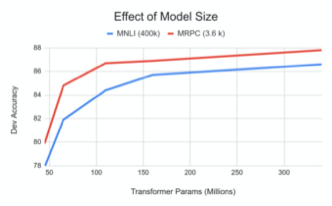 Effect of Model Size
MNLI (400k) MRPC (3.6 k)
88
86
84
82
80
78
Dev Accuracy
50 100 150 200 250 300
Transformer Params (Millions)